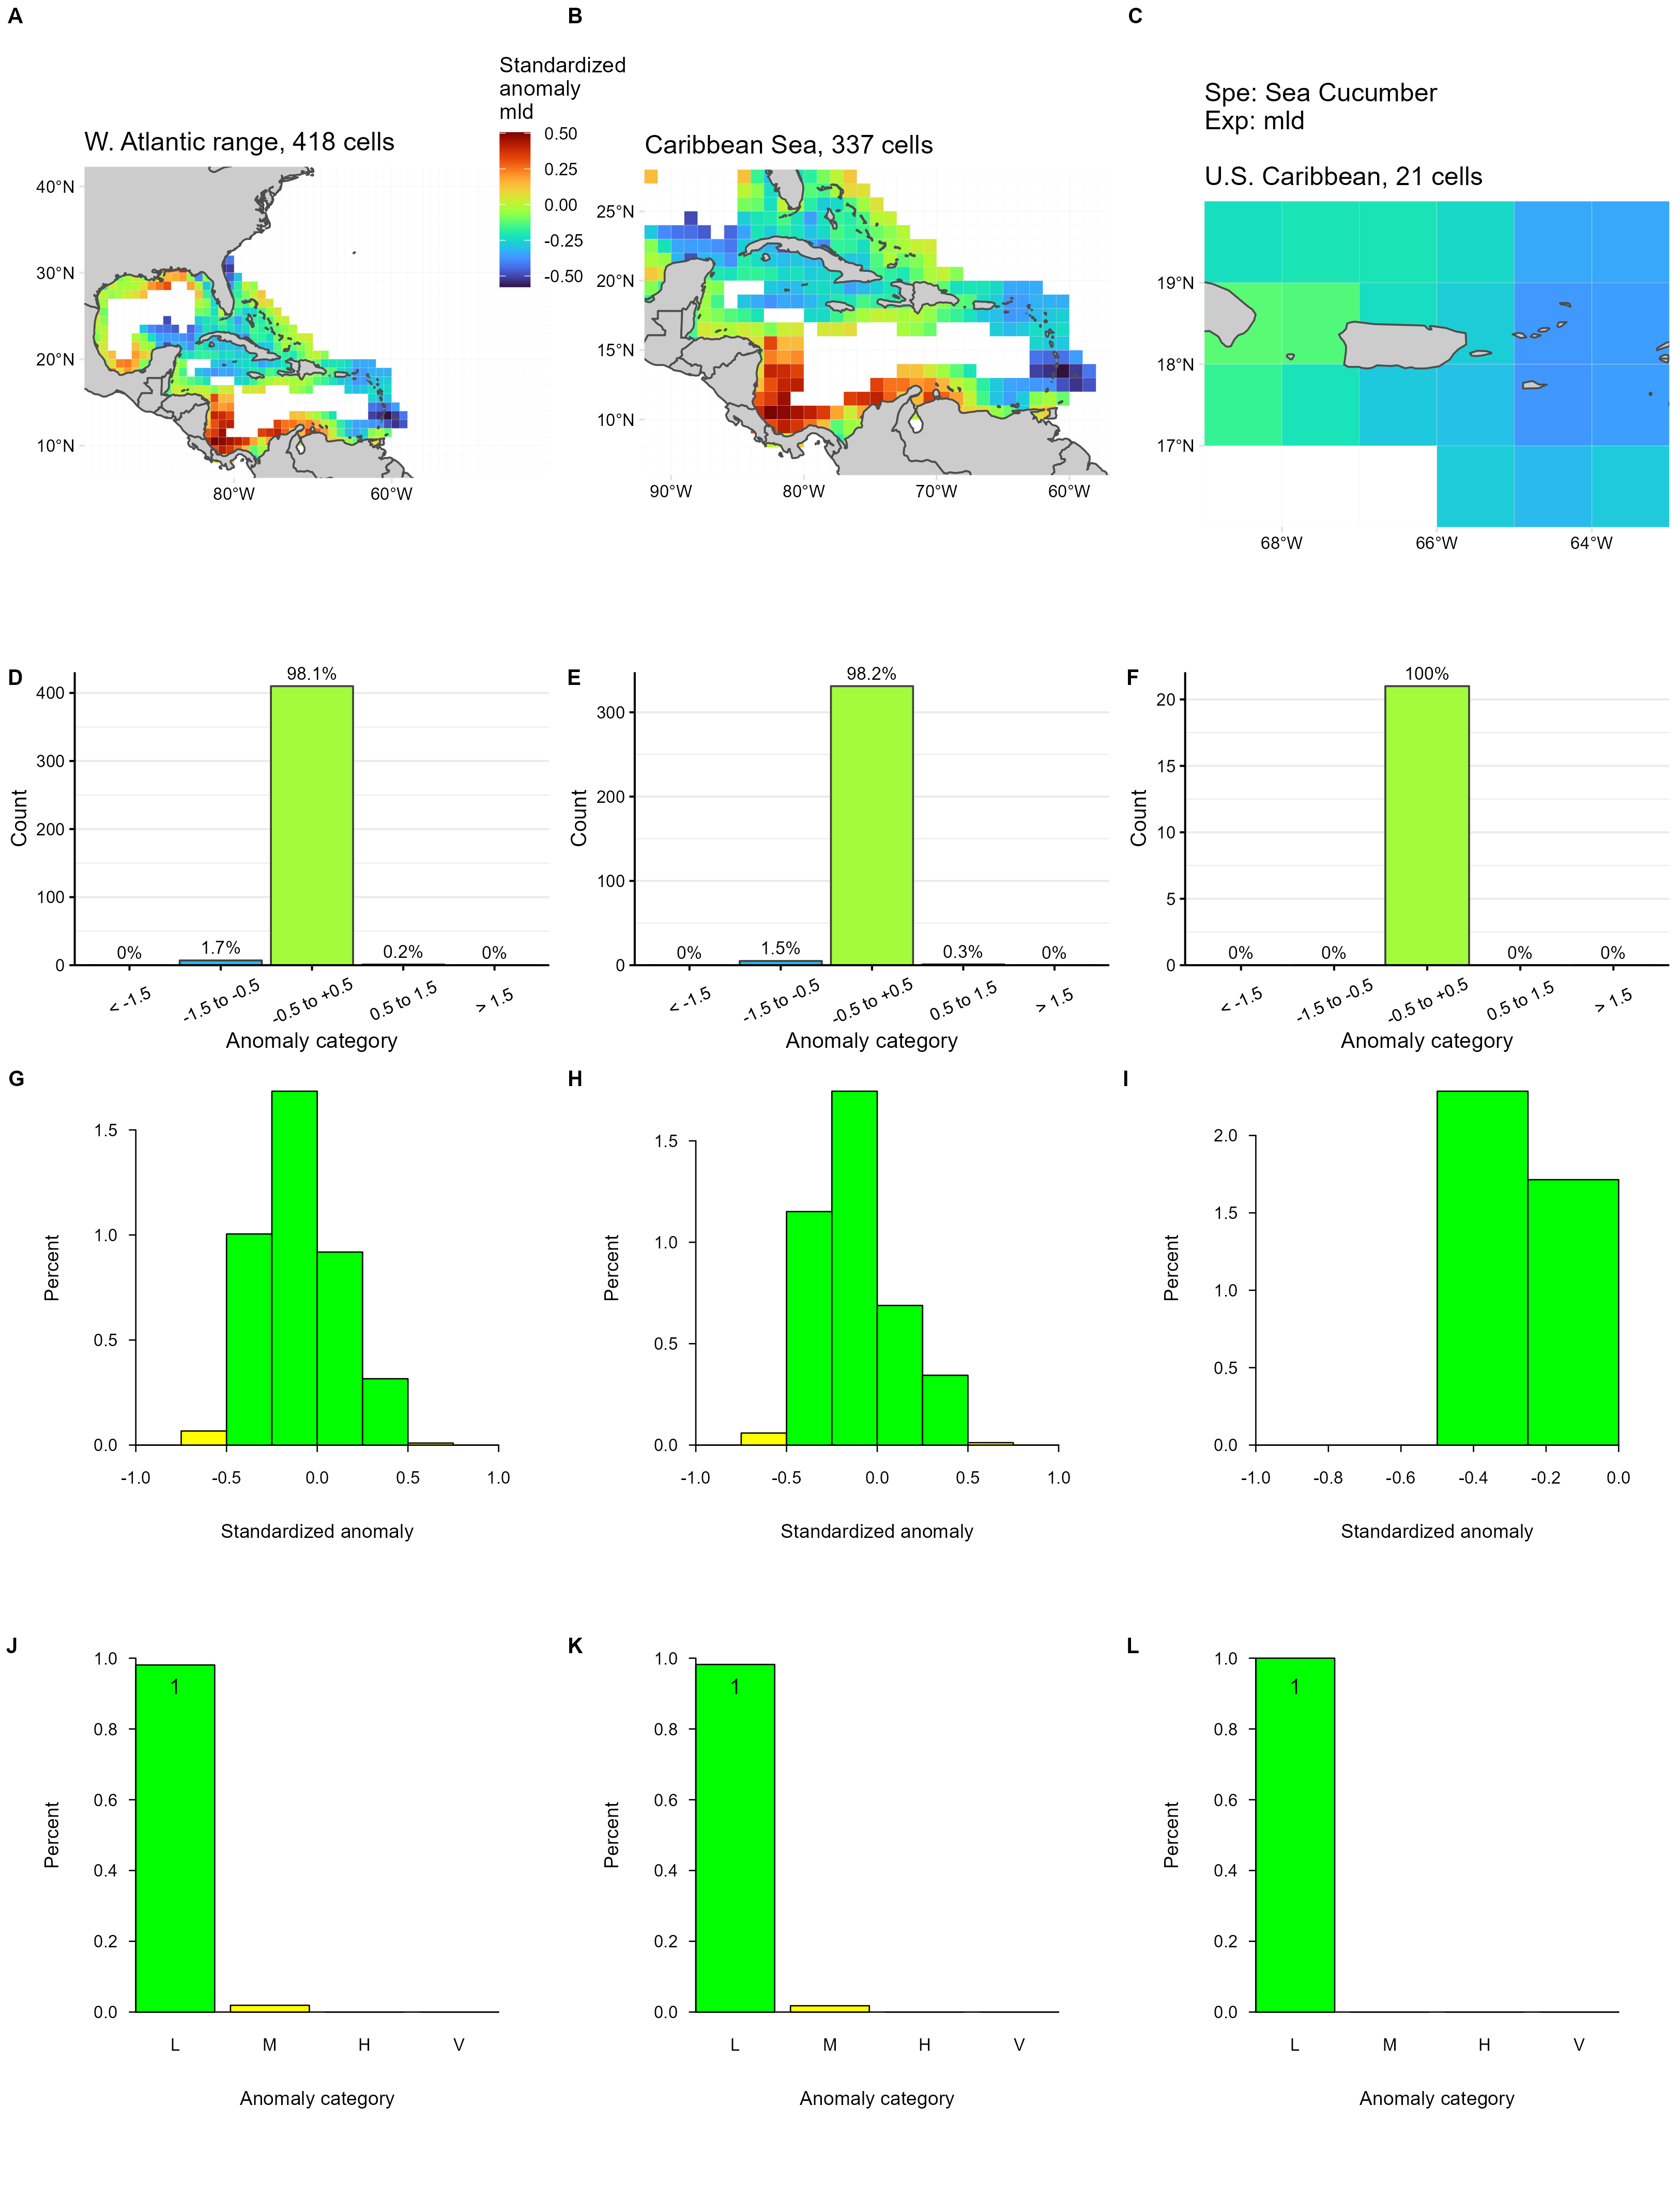 A
B
C
Standardized
anomaly
mld
0.50
0.25
0.00
-0.25
-0.50
W. Atlantic range, 418 cells
40°N
30°N
20°N
10°N
80°W
60°W
Caribbean Sea, 337 cells
25°N
20°N
15°N
10°N
90°W
80°W
70°W
60°W
Spe: Sea Cucumber
Exp: mld
U.S. Caribbean, 21 cells
19°N
18°N
17°N
68°W
66°W
64°W
D
Count
400
300
200
100
0
0%
1.7%
98.1%
0.2%
0%
< -1.5
-1.5 to -0.5
-0.5 to +0.5
0.5 to 1.5
> 1.5
Anomaly category
E
Count
300
200
100
0
0%
1.5%
98.2%
0.3%
0%
< -1.5
-1.5 to -0.5
-0.5 to +0.5
0.5 to 1.5
> 1.5
Anomaly category
F
Count
20
15
10
5
0
0%
0%
100%
0%
0%
< -1.5
-1.5 to -0.5
-0.5 to +0.5
0.5 to 1.5
> 1.5
Anomaly category
G
Percent
1.5
1.0
0.5
0.0
-1.0
-0.5
0.0
0.5
1.0
Standardized anomaly
H
Percent
1.5
1.0
0.5
0.0
-1.0
-0.5
0.0
0.5
1.0
Standardized anomaly
I
Percent
2.0
1.5
1.0
0.5
0.0
-1.0
-0.8
-0.6
-0.4
-0.2
0.0
Standardized anomaly
J
Percent
1.0
0.8
0.6
0.4
0.2
0.0
1
L
M
H
V
Anomaly category
K
Percent
1.0
0.8
0.6
0.4
0.2
0.0
1
L
M
H
V
Anomaly category
L
Percent
1.0
0.8
0.6
0.4
0.2
0.0
1
L
M
H
V
Anomaly category